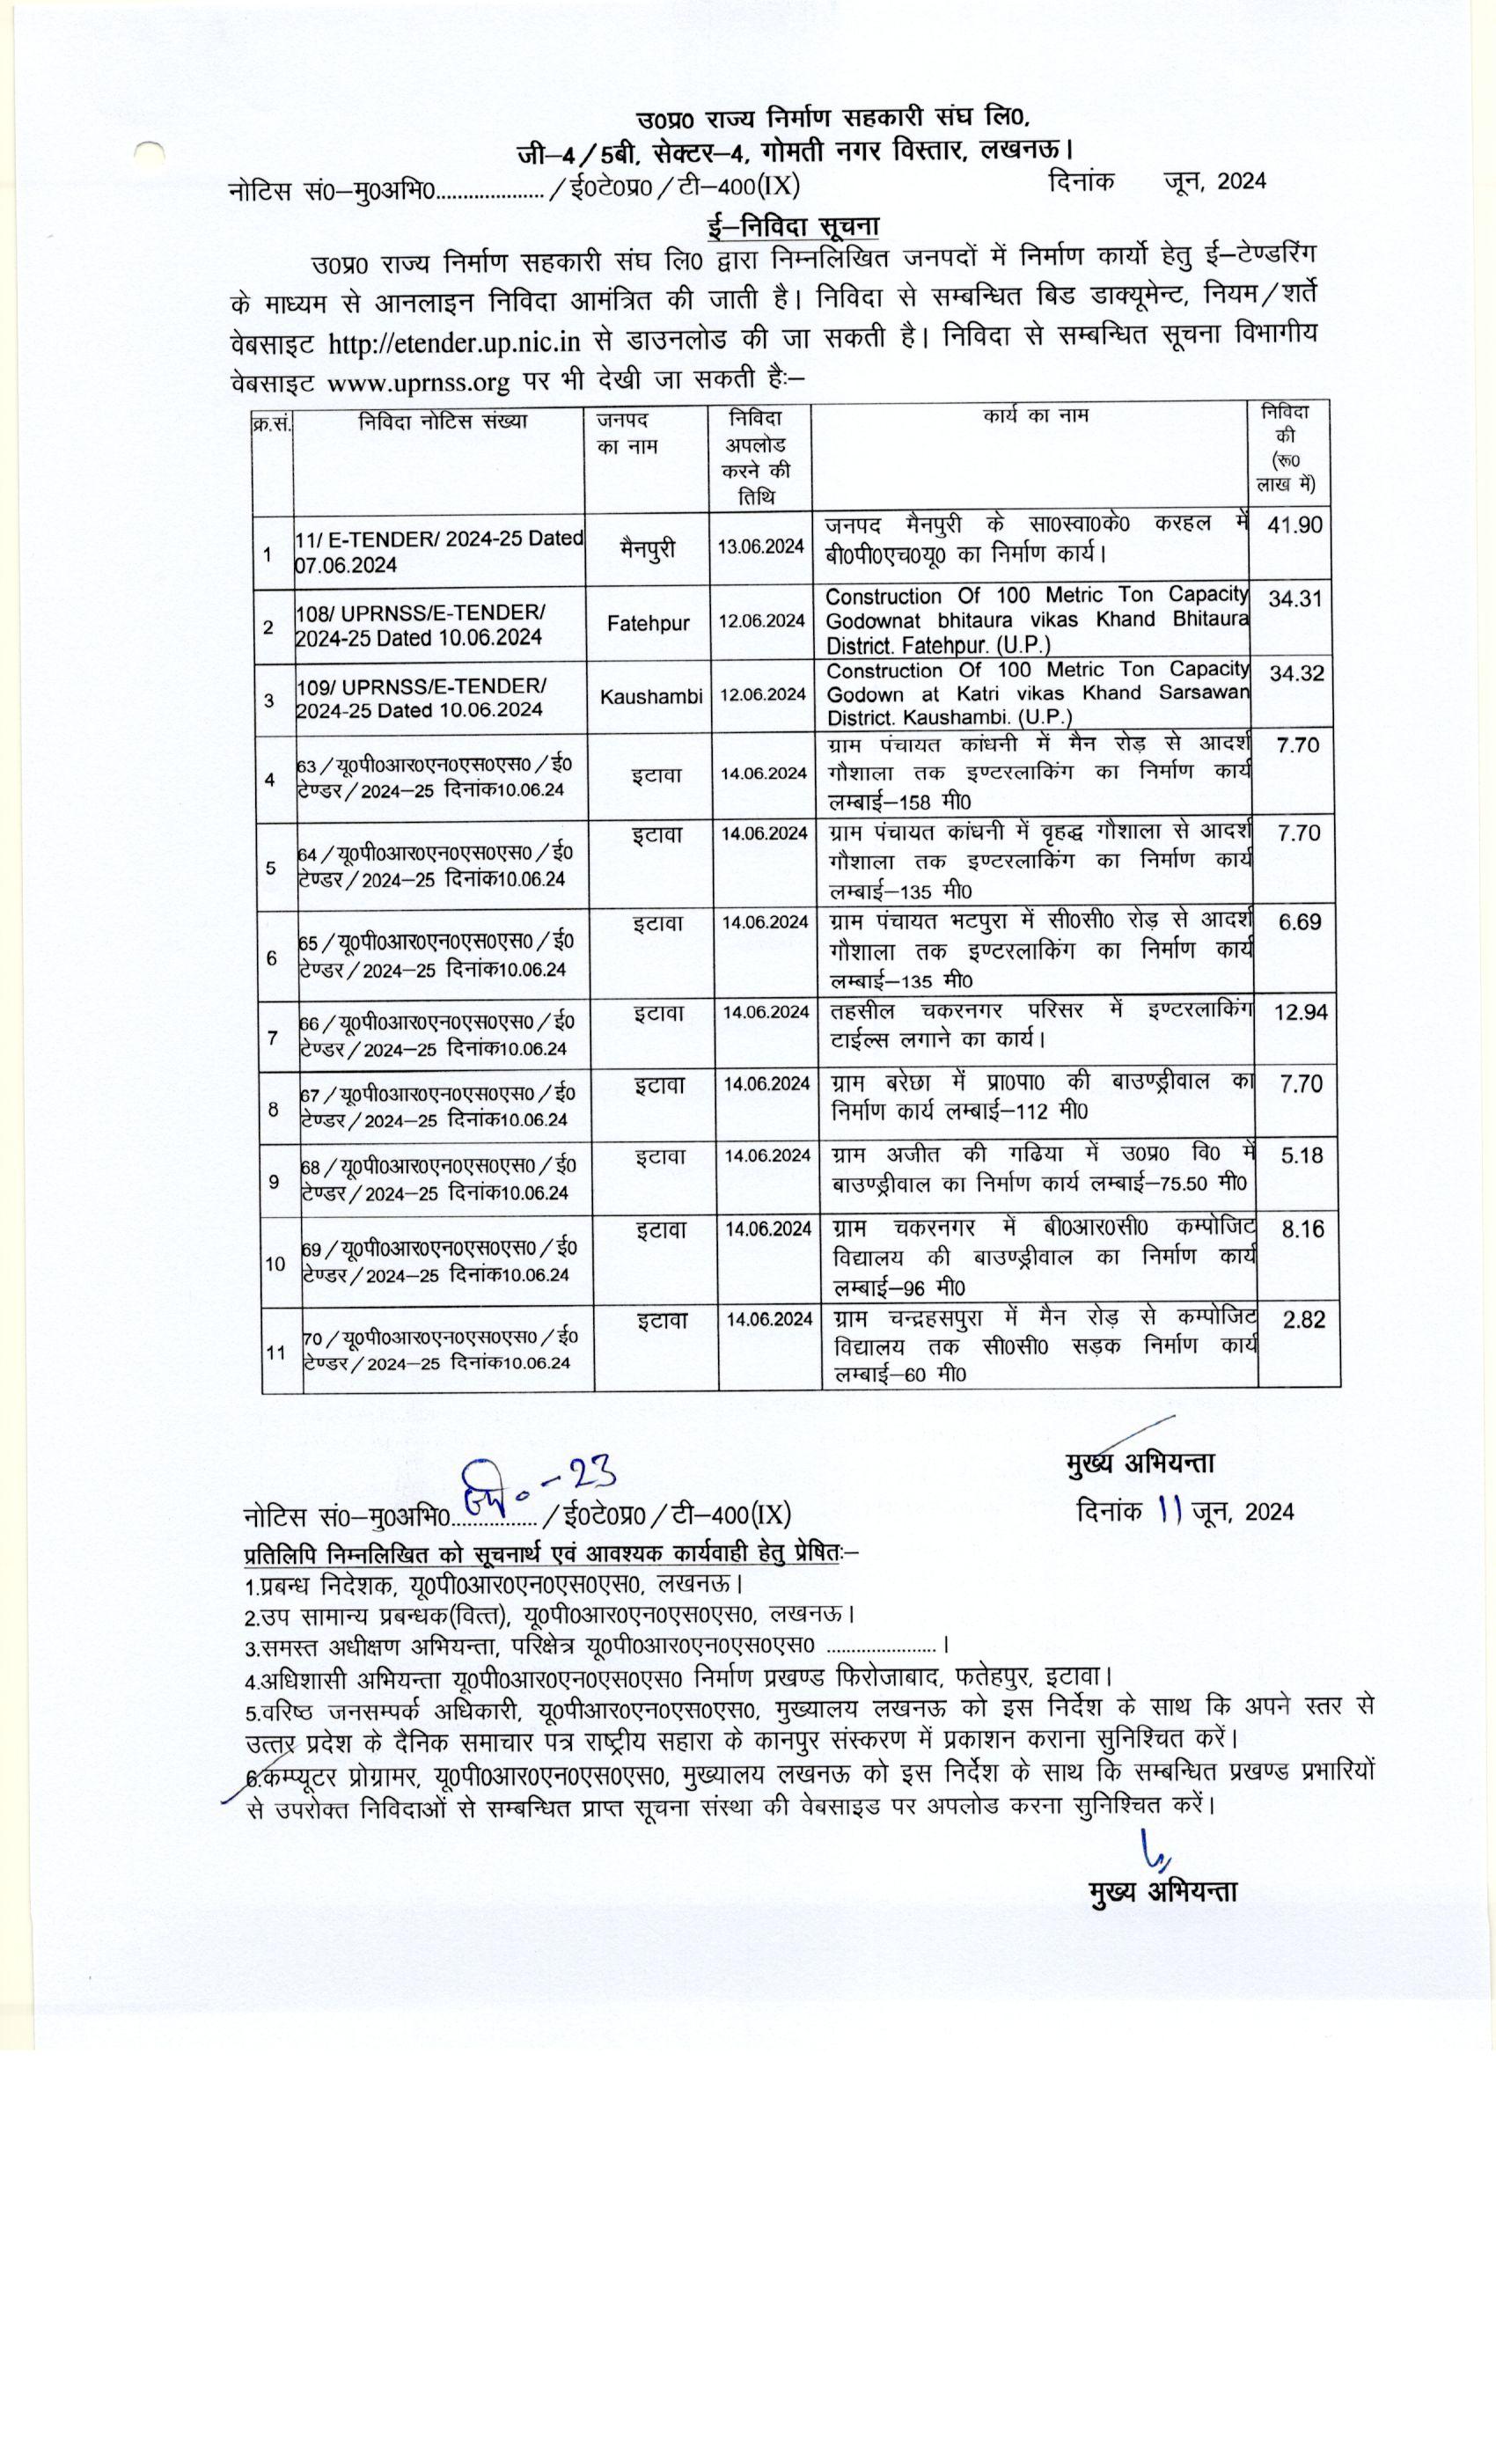 उ0प्र0 राज्य निर्माण सहकारी संघ लि0,
जी–4/5बी, सेक्टर–4, गोमती नगर विस्तार, लखनऊ।
नोटिस सं0–मु0अभि0..................../ई0टे0प्र0/टी–400(IX) दिनांक जून, 2024
ई–निविदा सूचना
उ0प्र0 राज्य निर्माण सहकारी संघ लि0 द्वारा निम्नलिखित जनपदों में निर्माण कार्यो हेतु ई–टेण्डरिंग
के माध्यम से आनलाइन निविदा आमंत्रित की जाती है। निविदा से सम्बन्धित बिड डाक्यूमेन्ट, नियम/शर्ते
वेबसाइट http://etender.up.nic.in से डाउनलोड की जा सकती है। निविदा से सम्बन्धित सूचना विभागीय
वेबसाइट www.uprnss.org पर भी देखी जा सकती हैः–
क्र.सं. निविदा नोटिस संख्या जनपद का नाम निविदा अपलोड करने की तिथि कार्य का नाम निविदा की (रू0 लाख में)
1 11/ E-TENDER/ 2024-25 Dated 07.06.2024 मैनपुरी 13.06.2024 जनपद मैनपुरी के सा0स्वा0के0 करहल में बी0पी0एच0यू0 का निर्माण कार्य। 41.90
2 108/ UPRNSS/E-TENDER/ 2024-25 Dated 10.06.2024 Fatehpur 12.06.2024 Construction Of 100 Metric Ton Capacity Godownat bhitaura vikas Khand Bhitaura District. Fatehpur. (U.P.) 34.31
3 109/ UPRNSS/E-TENDER/ 2024-25 Dated 10.06.2024 Kaushambi 12.06.2024 Construction Of 100 Metric Ton Capacity Godown at Katri vikas Khand Sarsawan District. Kaushambi. (U.P.) 34.32
4 63/यू0पी0आर0एन0एस0एस0/ई0 टेण्डर/2024–25 दिनांक10.06.24 इटावा 14.06.2024 ग्राम पंचायत कांधनी में मैन रोड़ से आदर्श गौशाला तक इण्टरलाकिंग का निर्माण कार्य लम्बाई–158 मी0 7.70
5 64/यू0पी0आर0एन0एस0एस0/ई0 टेण्डर/2024–25 दिनांक10.06.24 इटावा 14.06.2024 ग्राम पंचायत कांधनी में वृहद्ध गौशाला से आदर्श गौशाला तक इण्टरलाकिंग का निर्माण कार्य लम्बाई–135 मी0 7.70
6 65/यू0पी0आर0एन0एस0एस0/ई0 टेण्डर/2024–25 दिनांक10.06.24 इटावा 14.06.2024 ग्राम पंचायत भटपुरा में सी0सी0 रोड़ से आदर्श गौशाला तक इण्टरलाकिंग का निर्माण कार्य लम्बाई–135 मी0 6.69
7 66/यू0पी0आर0एन0एस0एस0/ई0 टेण्डर/2024–25 दिनांक10.06.24 इटावा 14.06.2024 तहसील चकरनगर परिसर में इण्टरलाकिंग टाईल्स लगाने का कार्य। 12.94
8 67/यू0पी0आर0एन0एस0एस0/ई0 टेण्डर/2024–25 दिनांक10.06.24 इटावा 14.06.2024 ग्राम बरेछा में प्रा0पा0 की बाउण्ड्रीवाल का निर्माण कार्य लम्बाई–112 मी0 7.70
9 68/यू0पी0आर0एन0एस0एस0/ई0 टेण्डर/2024–25 दिनांक10.06.24 इटावा 14.06.2024 ग्राम अजीत की गढिया में उ0प्र0 वि0 में बाउण्ड्रीवाल का निर्माण कार्य लम्बाई–75.50 मी0 5.18
10 69/यू0पी0आर0एन0एस0एस0/ई0 टेण्डर/2024–25 दिनांक10.06.24 इटावा 14.06.2024 ग्राम चकरनगर में बी0आर0सी0 कम्पोजिट विद्यालय की बाउण्ड्रीवाल का निर्माण कार्य लम्बाई–96 मी0 8.16
11 70/यू0पी0आर0एन0एस0एस0/ई0 टेण्डर/2024–25 दिनांक10.06.24 इटावा 14.06.2024 ग्राम चन्द्रहसपुरा में मैन रोड़ से कम्पोजिट विद्यालय तक सी0सी0 सड़क निर्माण कार्य लम्बाई–60 मी0 2.82
मुख्य अभियन्ता
नोटिस सं0–मु0अभि0................/ई0टे0प्र0/टी–400(IX) -23 दिनांक 11 जून, 2024
प्रतिलिपि निम्नलिखित को सूचनार्थ एवं आवश्यक कार्यवाही हेतु प्रेषितः–
1.प्रबन्ध निदेशक, यू0पी0आर0एन0एस0एस0, लखनऊ।
2.उप सामान्य प्रबन्धक(वित्त), यू0पी0आर0एन0एस0एस0, लखनऊ।
3.समस्त अधीक्षण अभियन्ता, परिक्षेत्र यू0पी0आर0एन0एस0एस0 ......................।
4.अधिशासी अभियन्ता यू0पी0आर0एन0एस0एस0 निर्माण प्रखण्ड फिरोजाबाद, फतेहपुर, इटावा।
5.वरिष्ठ जनसम्पर्क अधिकारी, यू0पीआर0एन0एस0एस0, मुख्यालय लखनऊ को इस निर्देश के साथ कि अपने स्तर से
उत्तर प्रदेश के दैनिक समाचार पत्र राष्ट्रीय सहारा के कानपुर संस्करण में प्रकाशन कराना सुनिश्चित करें।
6.कम्प्यूटर प्रोग्रामर, यू0पी0आर0एन0एस0एस0, मुख्यालय लखनऊ को इस निर्देश के साथ कि सम्बन्धित प्रखण्ड प्रभारियों
से उपरोक्त निविदाओं से सम्बन्धित प्राप्त सूचना संस्था की वेबसाइड पर अपलोड करना सुनिश्चित करें।
मुख्य अभियन्ता